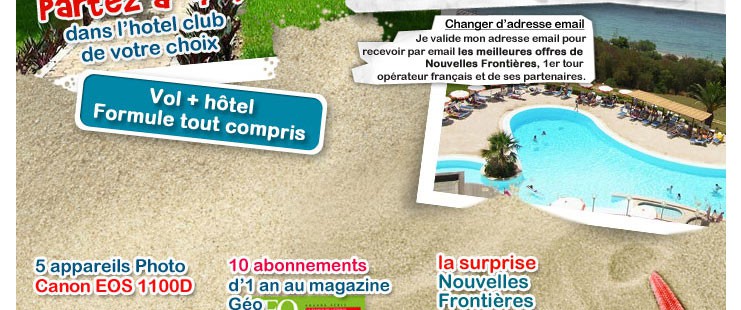 Partez à
dans l'hotel club
de votre choix
Vol + hôtel
Formule tout compris
Changer d'adresse email
Je valide mon adresse email pour
recevoir par email les meilleures offres de
Nouvelles Frontières, 1er tour
opérateur français et de ses partenaires.
5 appareils Photo
Canon EOS 1100D
10 abonnements
d'1 an au magazine
Géo
la surprise
Nouvelles
Frontières